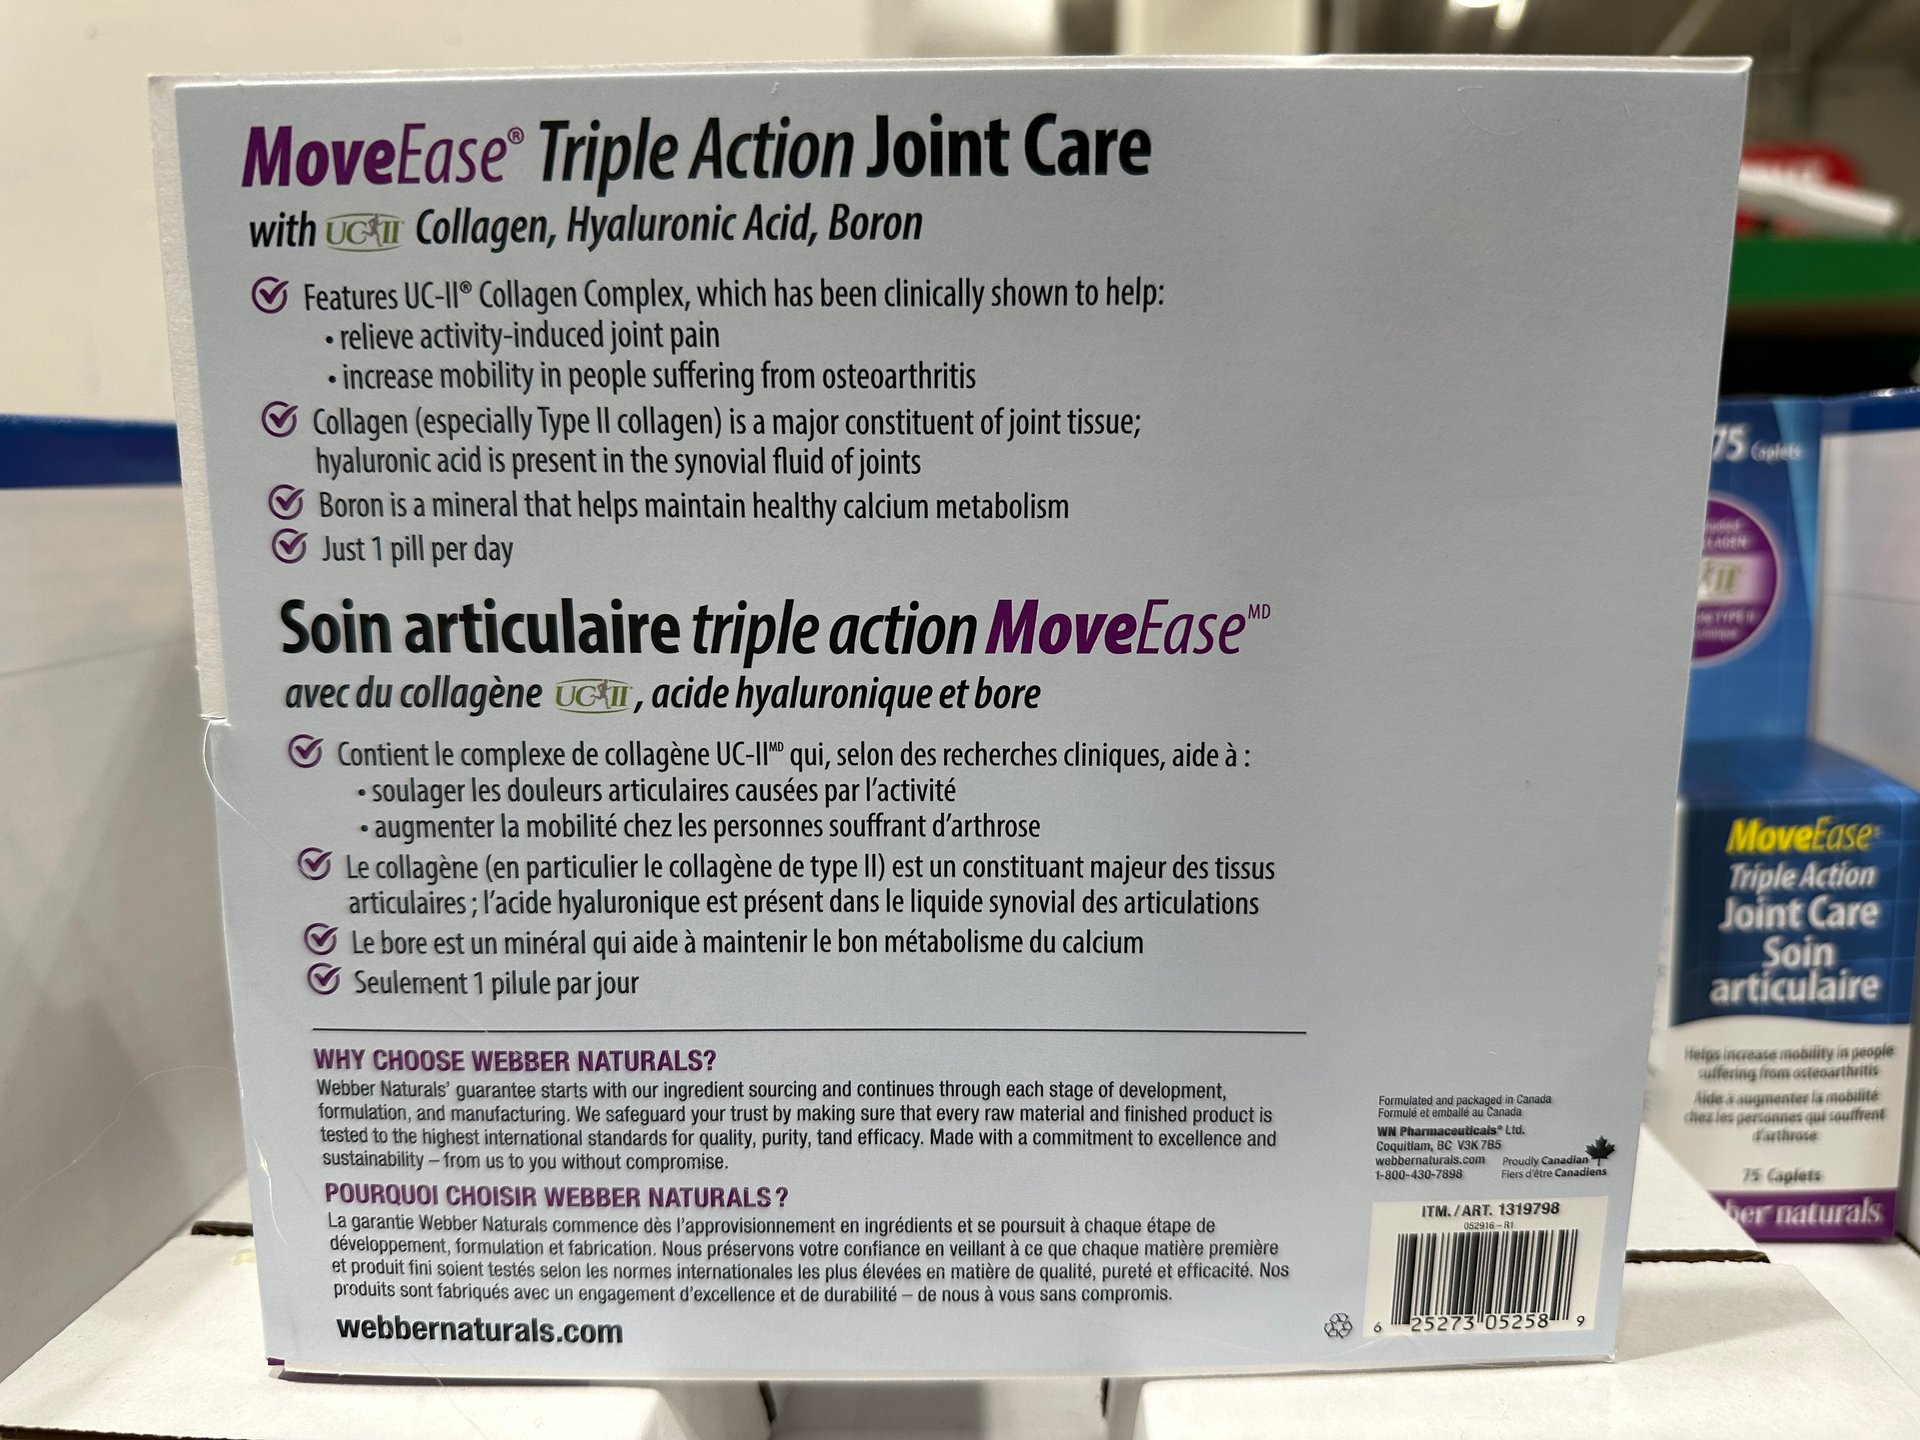 MoveEase® Triple Action Joint Care
with UC-II Collagen, Hyaluronic Acid, Boron
Features UC-II® Collagen Complex, which has been clinically shown to help:
• relieve activity-induced joint pain
• increase mobility in people suffering from osteoarthritis
Collagen (especially Type II collagen) is a major constituent of joint tissue;
hyaluronic acid is present in the synovial fluid of joints
Boron is a mineral that helps maintain healthy calcium metabolism
Just 1 pill per day
Soin articulaire triple action MoveEaseMD
avec du collagène UC-II, acide hyaluronique et bore
Contient le complexe de collagène UC-IIMD qui, selon des recherches cliniques, aide à :
• soulager les douleurs articulaires causées par l'activité
• augmenter la mobilité chez les personnes souffrant d'arthrose
Le collagène (en particulier le collagène de type II) est un constituant majeur des tissus
articulaires ; l'acide hyaluronique est présent dans le liquide synovial des articulations
Le bore est un minéral qui aide à maintenir le bon métabolisme du calcium
Seulement 1 pilule par jour
WHY CHOOSE WEBBER NATURALS?
Webber Naturals' guarantee starts with our ingredient sourcing and continues through each stage of development,
formulation, and manufacturing. We safeguard your trust by making sure that every raw material and finished product is
tested to the highest international standards for quality, purity, tand efficacy. Made with a commitment to excellence and
sustainability – from us to you without compromise.
POURQUOI CHOISIR WEBBER NATURALS ?
La garantie Webber Naturals commence dès l'approvisionnement en ingrédients et se poursuit à chaque étape de
développement, formulation et fabrication. Nous préservons votre confiance en veillant à ce que chaque matière première
et produit fini soient testés selon les normes internationales les plus élevées en matière de qualité, pureté et efficacité. Nos
produits sont fabriqués avec un engagement d'excellence et de durabilité – de nous à vous sans compromis.
webbernaturals.com
Formulated and packaged in Canada
Formulé et emballé au Canada
WN Pharmaceuticals® Ltd.
Coquitlam, BC V3K 7B5
webbernaturals.com
1-800-430-7898
Proudly Canadian
Fiers d'être Canadiens
ITM. / ART. 1319798
052916 – R1
6 25273 05258 9
75 Caplets
II
MoveEase
Triple Action
Joint Care
Soin
articulaire
Helps increase mobility in people
suffering from osteoarthritis
Aide à augmenter la mobilité
chez les personnes qui souffrent
d'arthrose
75 Caplets
naturals